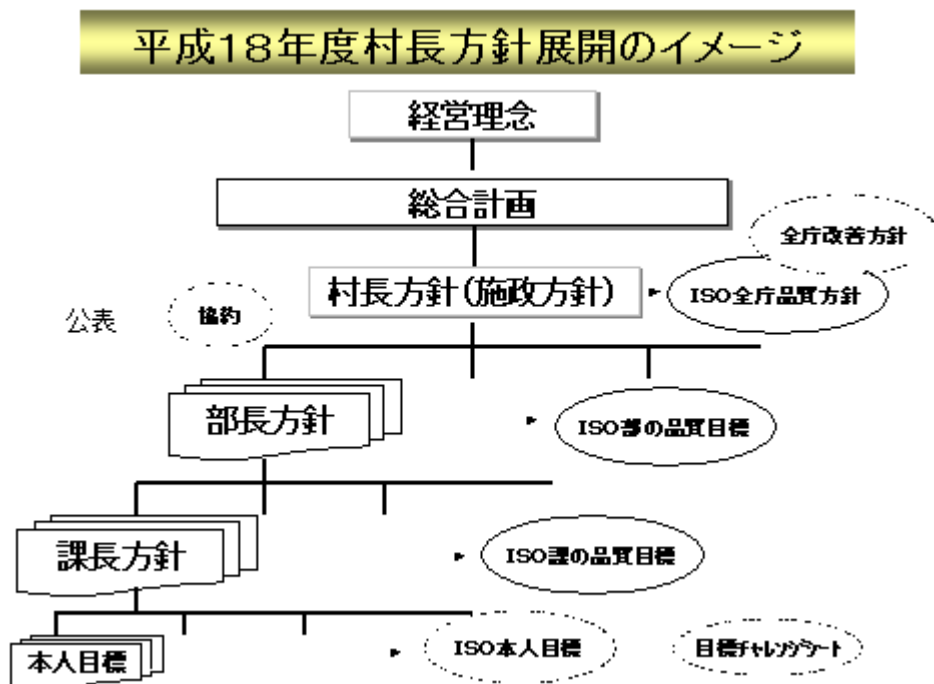 平成18年度村長方針展開のイメージ
経営理念
総合計画
全庁改善方針
村長方針(施政方針)
ISO全庁品質方針
公表
協約
部長方針
ISO部の品質目標
課長方針
ISO課の品質目標
本人目標
ISO本人目標
目標チャレンジシート